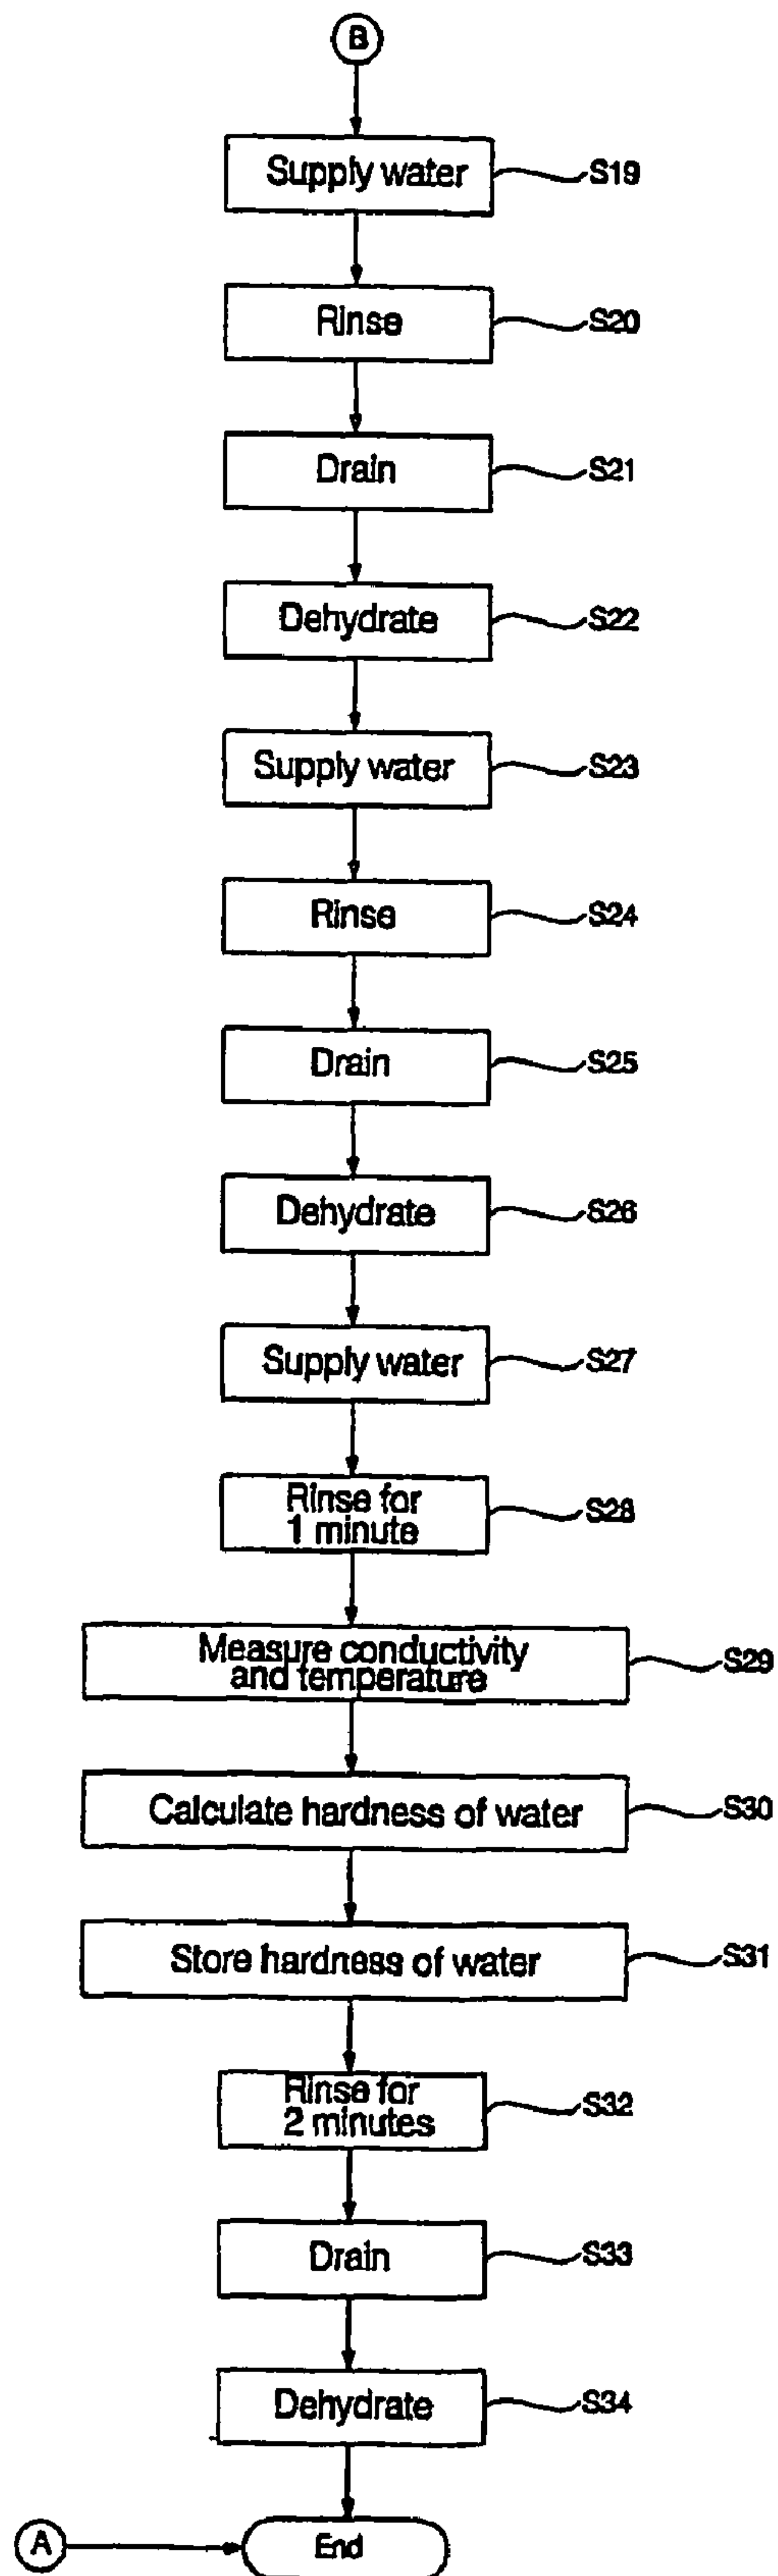 B
Supply water
S19
Rinse
S20
Drain
S21
Dehydrate
S22
Supply water
S23
Rinse
S24
Drain
S25
Dehydrate
S26
Supply water
S27
Rinse for
1 minute
S28
Measure conductivity
and temperature
S29
Calculate hardness of water
S30
Store hardness of water
S31
Rinse for
2 minutes
S32
Drain
S33
Dehydrate
S34
A
End